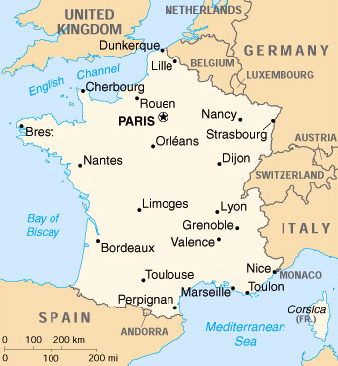 UNITED
KINGDOM
NETHERLANDS
Dunkerque
Lille
BELGIUM
GERMANY
LUXEMBOURG
English Channel
Cherbourg
Rouen
PARIS
Nancy
Strasbourg
Bres:
Orléans
AUSTRIA
Nantes
Dijon
SWITZERLAND
Limoges
Lyon
Bay of
Biscay
Grenoble
ITALY
Bordeaux
Valence
Toulouse
Nice
MONACO
Marseille
Toulon
Perpignan
Corsica
(FR.)
SPAIN
ANDORRA
Mediterranean
Sea
0 100 200 km
0 100 200 mi